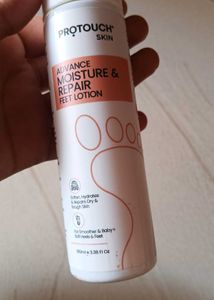 PROTOUCH®
SKIN
ADVANCE
MOISTURE &
REPAIR
FEET LOTION
Soften, Hydrates
& Repairs Dry &
Rough Skin
For Smoother & Baby
Soft Heels & Feet
100ml e 3.38 Fl Oz